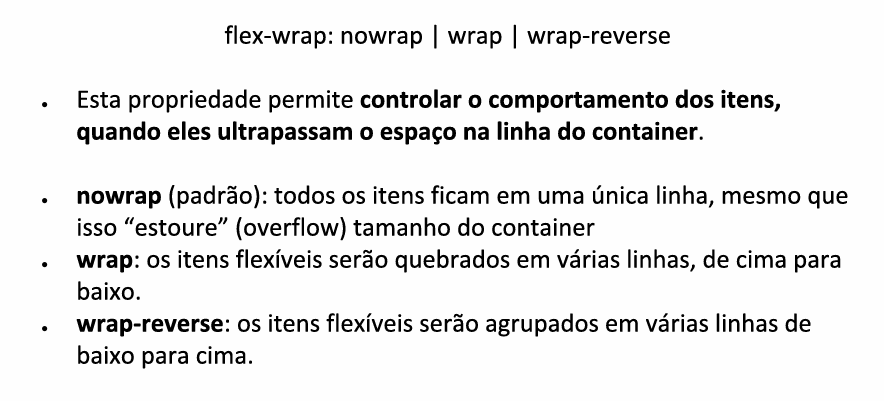 flex-wrap: nowrap | wrap | wrap-reverse
• Esta propriedade permite controlar o comportamento dos itens,
quando eles ultrapassam o espaço na linha do container.
• nowrap (padrão): todos os itens ficam em uma única linha, mesmo que
isso “estoure” (overflow) tamanho do container
• wrap: os itens flexíveis serão quebrados em várias linhas, de cima para
baixo.
• wrap-reverse: os itens flexíveis serão agrupados em várias linhas de
baixo para cima.